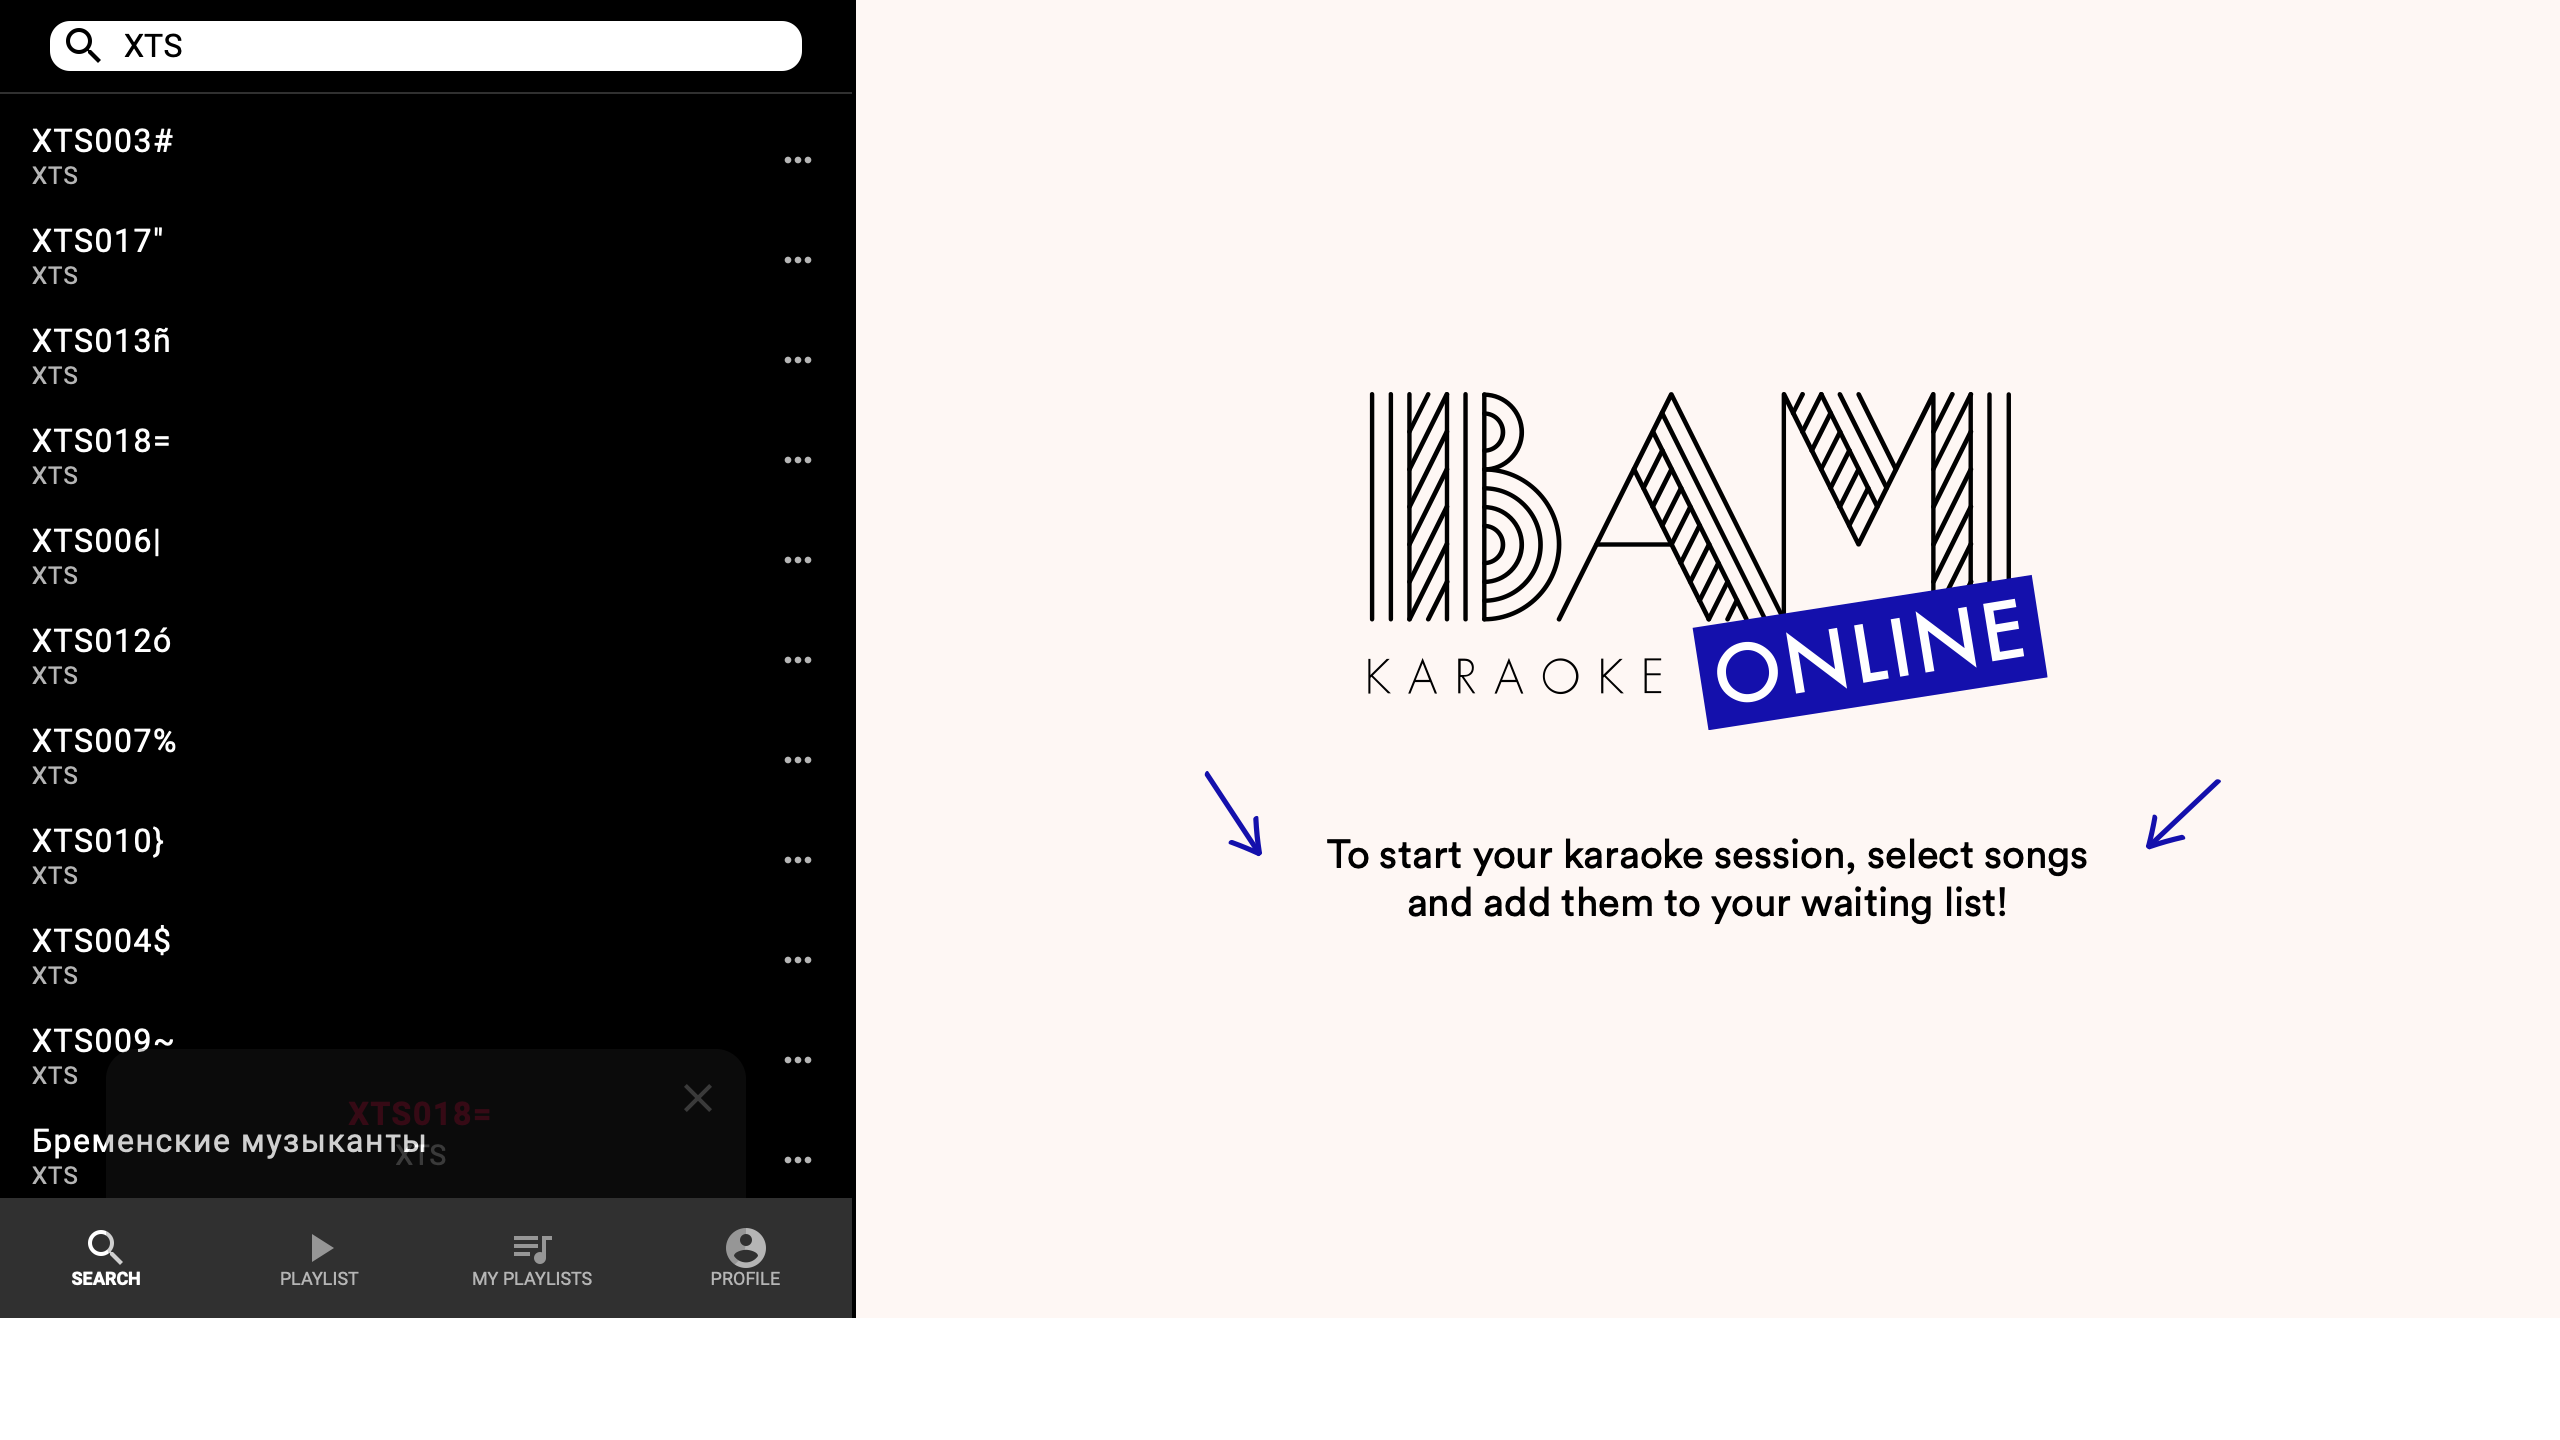 XTS
XTS003#
XTS
XTS017"
XTS
XTS013ñ
XTS
XTS018=
XTS
XTS006|
XTS
XTS012ó
XTS
XTS007%
XTS
XTS010}
XTS
XTS004$
XTS
XTS009~
XTS
XTS018=
XTS
Бременские музыканты
XTS
SEARCH
PLAYLIST
MY PLAYLISTS
PROFILE
BAM
KARAOKE
ONLINE
To start your karaoke session, select songs
and add them to your waiting list!